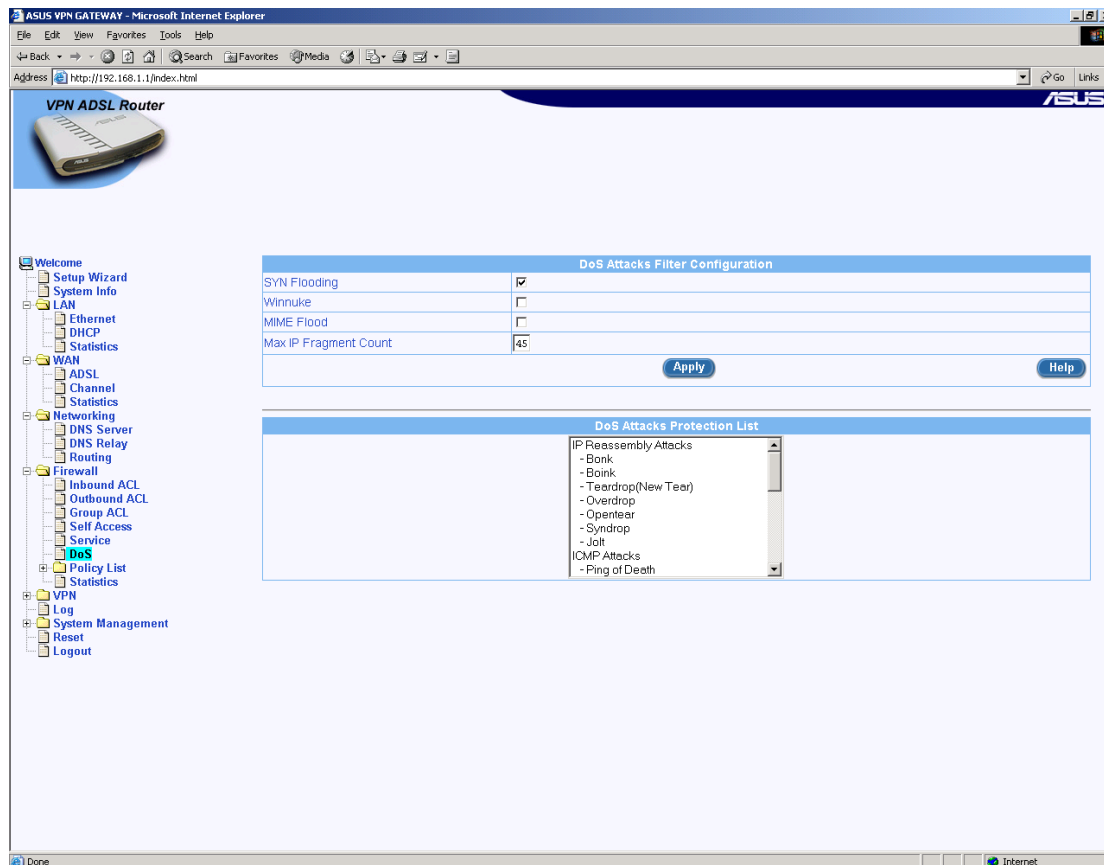 ASUS VPN GATEWAY - Microsoft Internet Explorer
File Edit View Favorites Tools Help
Back Search Favorites Media
Address http://192.168.1.1/index.html Go Links
VPN ADSL Router
ASUS
Welcome
Setup Wizard
System Info
LAN
Ethernet
DHCP
Statistics
WAN
ADSL
Channel
Statistics
Networking
DNS Server
DNS Relay
Routing
Firewall
Inbound ACL
Outbound ACL
Group ACL
Self Access
Service
DoS
Policy List
Statistics
VPN
Log
System Management
Reset
Logout
DoS Attacks Filter Configuration
SYN Flooding
Winnuke
MIME Flood
Max IP Fragment Count 45
Apply Help
DoS Attacks Protection List
IP Reassembly Attacks
- Bonk
- Boink
- Teardrop(New Tear)
- Overdrop
- Opentear
- Syndrop
- Jolt
ICMP Attacks
- Ping of Death
Done Internet